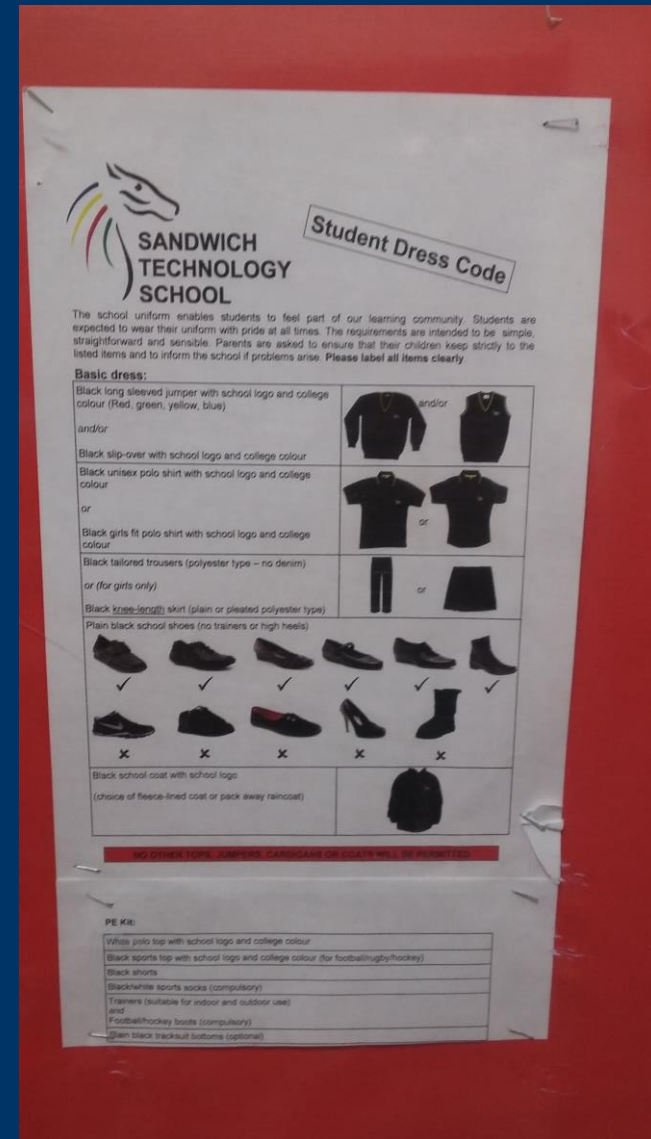 SANDWICH
TECHNOLOGY
SCHOOL
Student Dress Code
The school uniform enables students to feel part of our learning community. Students are
expected to wear their uniform with pride at all times. The requirements are intended to be simple,
straightforward and sensible. Parents are asked to ensure that their children keep strictly to the
listed items and to inform the school if problems arise. Please label all items clearly.
Basic dress:
Black long sleeved jumper with school logo and college
colour (Red, green, yellow, blue)
and/or
Black slip-over with school logo and college colour
and/or
Black unisex polo shirt with school logo and college
colour
or
Black girls fit polo shirt with school logo and college
colour
or
Black tailored trousers (polyester type – no denim)
or (for girls only)
Black knee-length skirt (plain or pleated polyester type)
or
Plain black school shoes (no trainers or high heels)
Black school coat with school logo
(choice of fleece-lined coat or pack away raincoat)
NO OTHER TOPS, JUMPERS, CARDIGANS OR COATS WILL BE PERMITTED
PE Kit:
White polo top with school logo and college colour
Black sports top with school logo and college colour (for football/rugby/hockey)
Black shorts
Black/white sports socks (compulsory)
Trainers (suitable for indoor and outdoor use)
and
Football/hockey boots (compulsory)
Plain black tracksuit bottoms (optional)